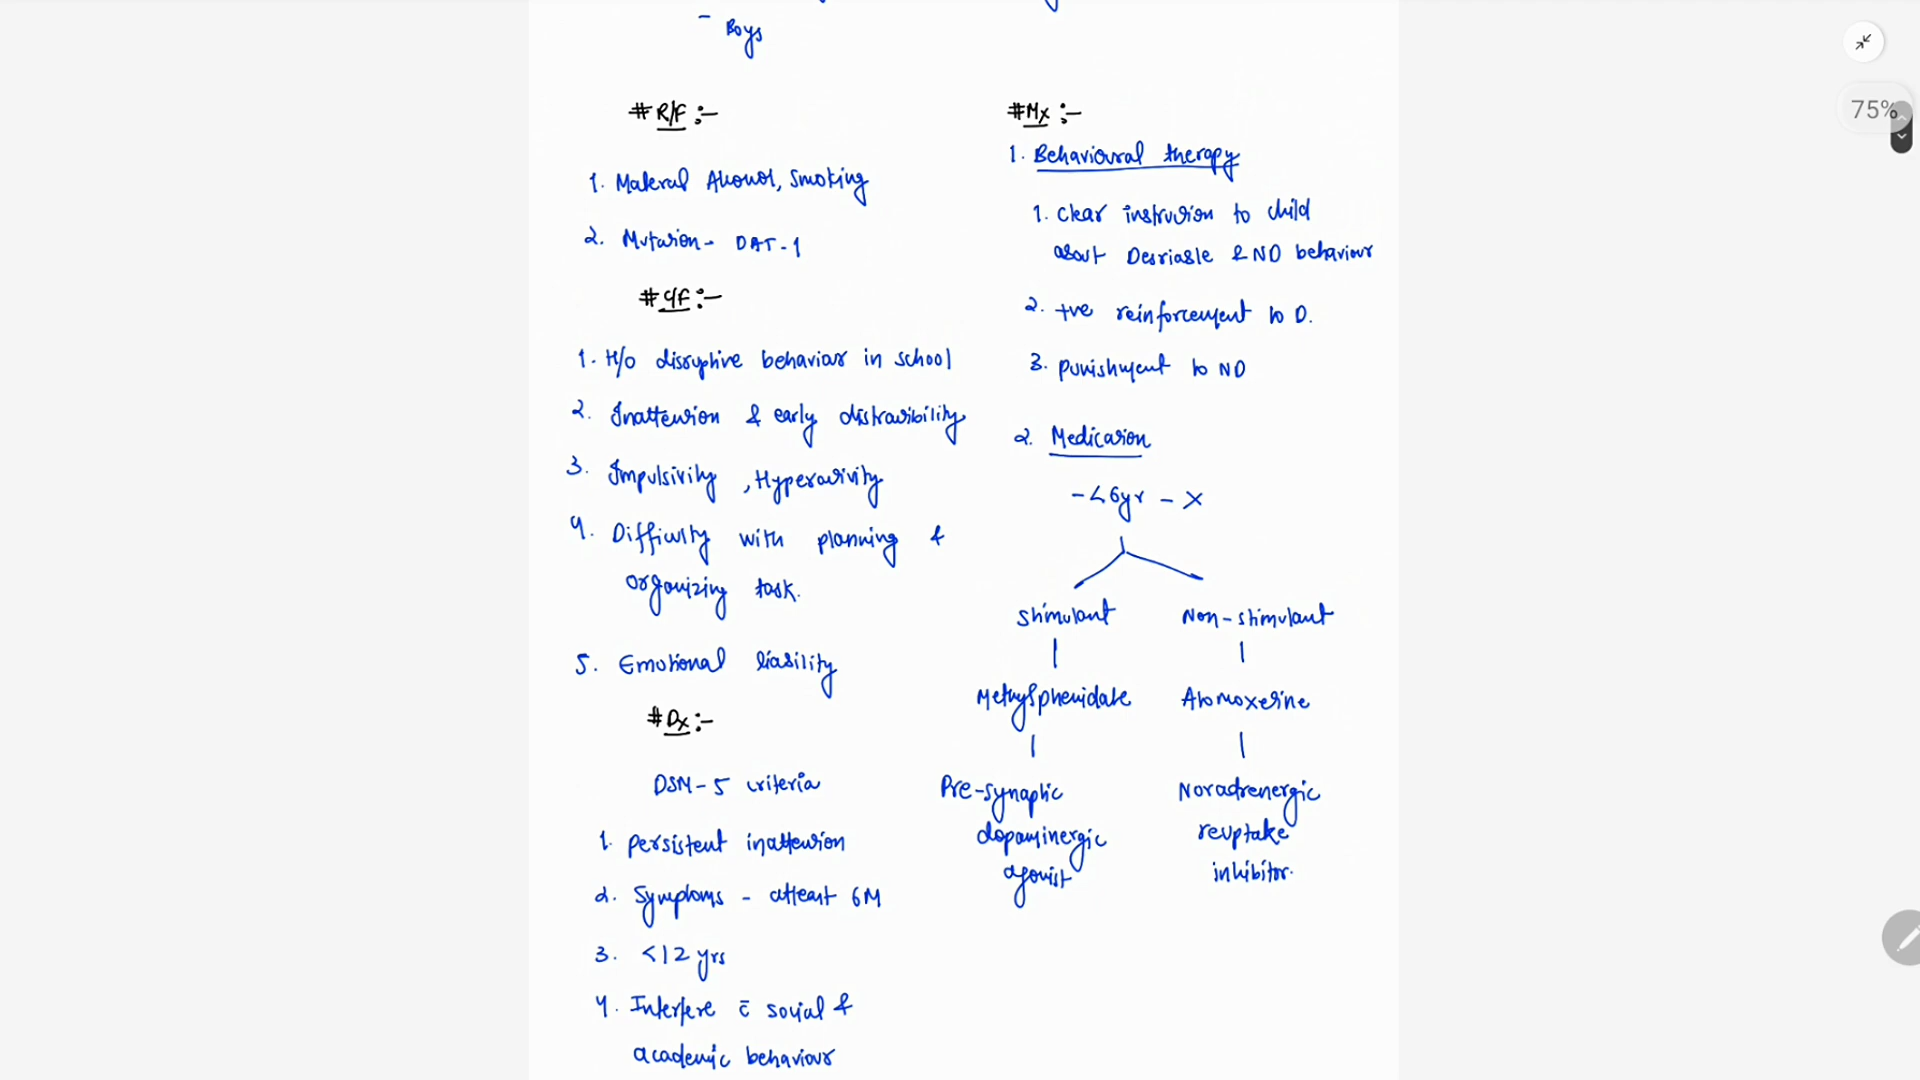 - Boys
# R/F :-
1. Maternal Alcohol, Smoking
2. Mutation - DAT-1
# C/F :-
1. H/o disruptive behavior in school
2. Inattention & early distractibility
3. Impulsivity, Hyperactivity
4. Difficulty with planning &
organizing task.
5. Emotional liability
# Dx :-
DSM-5 criteria
1. Persistent inattention
2. Symptoms - atleast 6M
3. <12 yrs
4. Interfere c̄ social &
academic behaviour
# Mx :-
1. Behavioural therapy
1. Clear instruction to child
about Desriable & ND behaviour
2. +ve reinforcement to D.
3. Punishment to ND
2. Medication
- <6yr - X
Stimulant Non-stimulant
Methylphenidate Atomoxetine
Pre-synaptic Noradrenergic
dopaminergic reuptake
agonist inhibitor.
75%